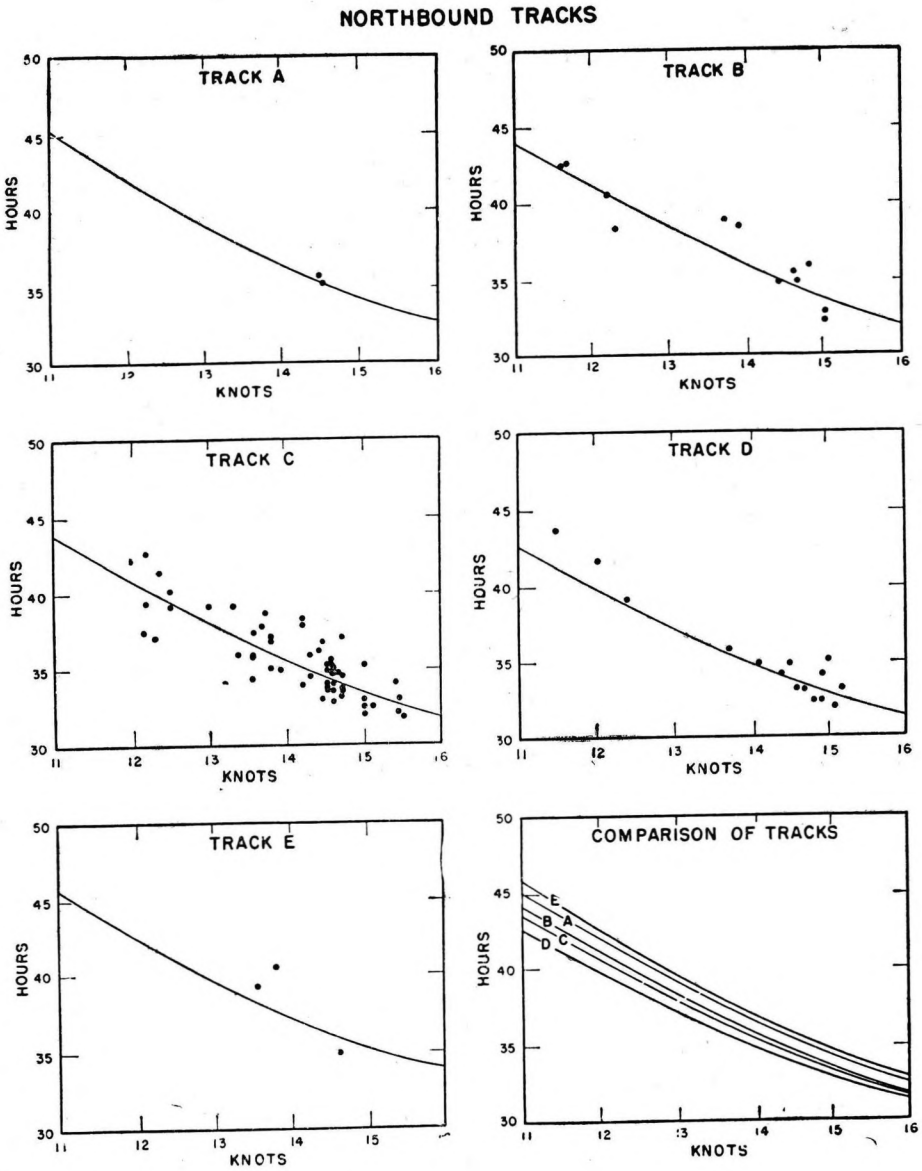 NORTHBOUND TRACKS
TRACK A
50
45
40
35
30
HOURS
11 12 13 14 15 16
KNOTS
TRACK B
50
45
40
35
30
HOURS
11 12 13 14 15 16
KNOTS
TRACK C
50
45
40
35
30
HOURS
11 12 13 14 15 16
KNOTS
TRACK D
50
45
40
35
30
HOURS
11 12 13 14 15 16
KNOTS
TRACK E
50
45
40
35
30
HOURS
11 12 13 14 15
KNOTS
COMPARISON OF TRACKS
50
45
40
35
30
HOURS
E
A
B
C
D
11 12 13 14 15 16
KNOTS